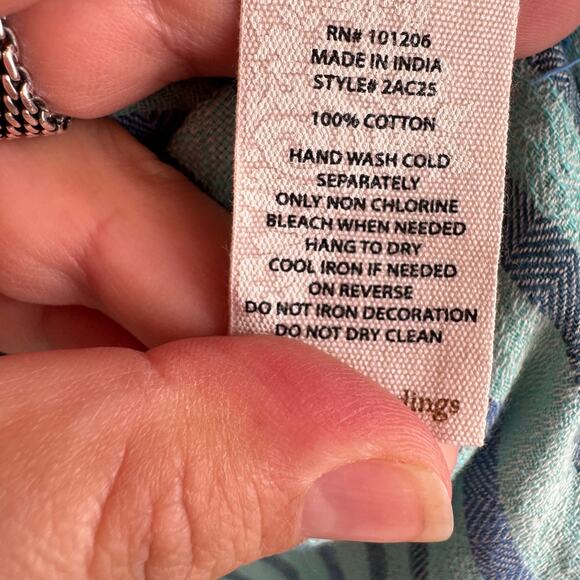 RN# 101206
MADE IN INDIA
STYLE# 2AC25
100% COTTON
HAND WASH COLD
SEPARATELY
ONLY NON CHLORINE
BLEACH WHEN NEEDED
HANG TO DRY
COOL IRON IF NEEDED
ON REVERSE
DO NOT IRON DECORATION
DO NOT DRY CLEAN